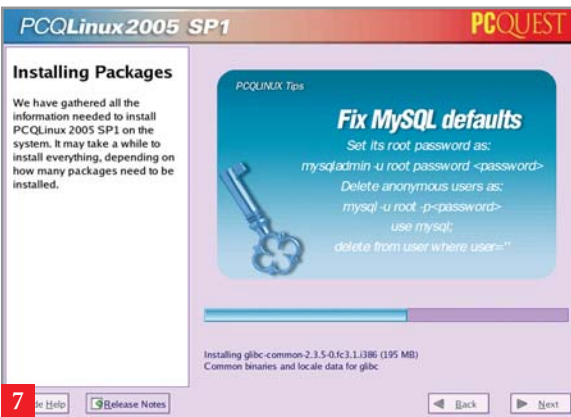 PCQLinux2005 SP1
PCQUEST
Installing Packages
We have gathered all the
information needed to install
PCQLinux 2005 SP1 on the
system. It may take a while to
install everything, depending on
how many packages need to be
installed.
PCQLINUX Tips
Fix MySQL defaults
Set its root password as:
mysqladmin -u root password <password>
Delete anonymous users as:
mysql -u root -p<password>
use mysql;
delete from user where user=''
Installing glibc-common-2.3.5-0.fc3.1.i386 (195 MB)
Common binaries and locale data for glibc
7
Help
Release Notes
Back
Next